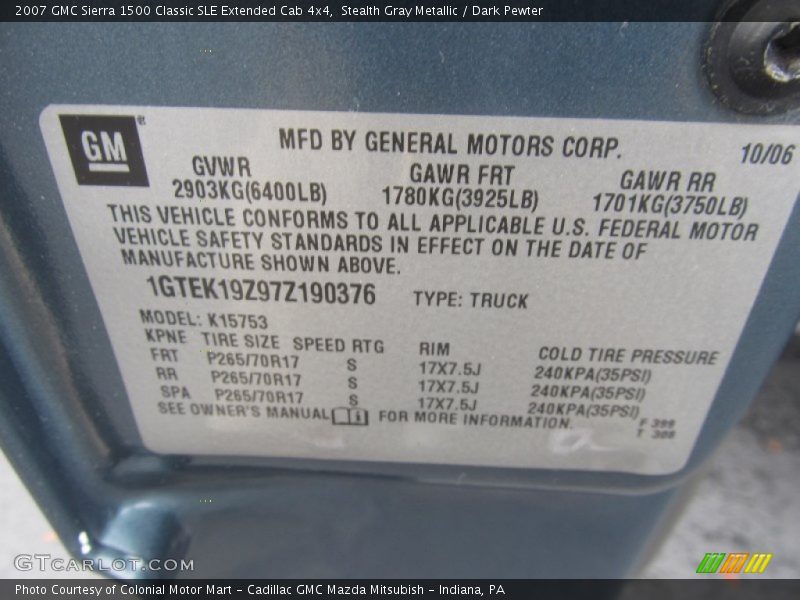 2007 GMC Sierra 1500 Classic SLE Extended Cab 4x4, Stealth Gray Metallic / Dark Pewter
GM®
MFD BY GENERAL MOTORS CORP. 10/06
GVWR GAWR FRT GAWR RR
2903KG(6400LB) 1780KG(3925LB) 1701KG(3750LB)
THIS VEHICLE CONFORMS TO ALL APPLICABLE U.S. FEDERAL MOTOR
VEHICLE SAFETY STANDARDS IN EFFECT ON THE DATE OF
MANUFACTURE SHOWN ABOVE.
1GTEK19Z97Z190376 TYPE: TRUCK
MODEL: K15753
KPNE TIRE SIZE SPEED RTG RIM COLD TIRE PRESSURE
FRT P265/70R17 S 17X7.5J 240KPA(35PSI)
RR P265/70R17 S 17X7.5J 240KPA(35PSI)
SPA P265/70R17 S 17X7.5J 240KPA(35PSI)
SEE OWNER'S MANUAL FOR MORE INFORMATION.
F 399
T 308
GTCARLOT.COM
Photo Courtesy of Colonial Motor Mart - Cadillac GMC Mazda Mitsubish - Indiana, PA